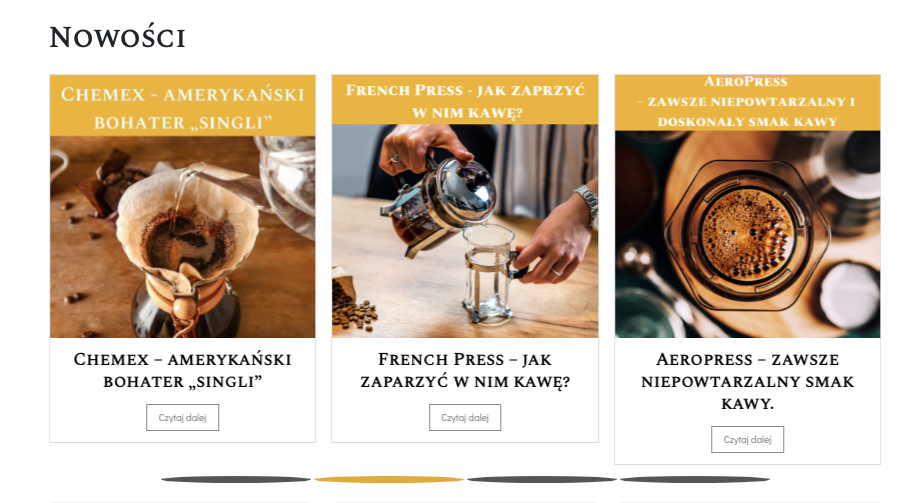 Nowości
Chemex - amerykański
bohater „singli”
French Press - jak zaprzyć
w nim kawę?
AeroPress
- zawsze niepowtarzalny i
doskonały smak kawy
Chemex – amerykański
bohater „singli”
French Press – jak
zaparzyć w nim kawę?
Aeropress – zawsze
niepowtarzalny smak
kawy.
Czytaj dalej
Czytaj dalej
Czytaj dalej